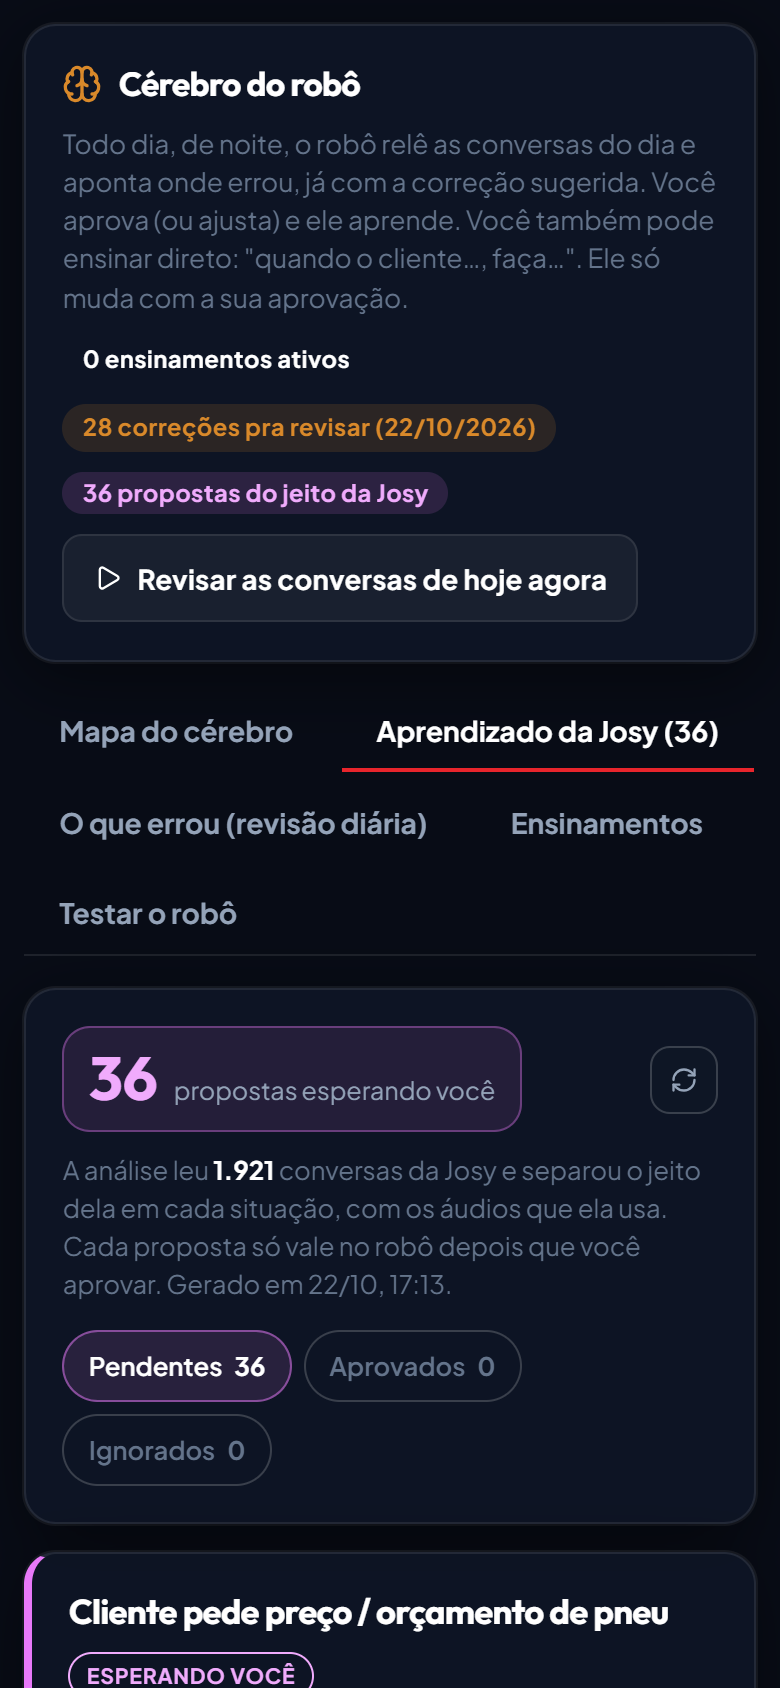 Cérebro do robô
Todo dia, de noite, o robô relê as conversas do dia e
aponta onde errou, já com a correção sugerida. Você
aprova (ou ajusta) e ele aprende. Você também pode
ensinar direto: "quando o cliente…, faça…". Ele só
muda com a sua aprovação.
0 ensinamentos ativos
28 correções pra revisar (22/10/2026)
36 propostas do jeito da Josy
Revisar as conversas de hoje agora
Mapa do cérebro
Aprendizado da Josy (36)
O que errou (revisão diária)
Ensinamentos
Testar o robô
36 propostas esperando você
A análise leu 1.921 conversas da Josy e separou o jeito
dela em cada situação, com os áudios que ela usa.
Cada proposta só vale no robô depois que você
aprovar. Gerado em 22/10, 17:13.
Pendentes 36
Aprovados 0
Ignorados 0
Cliente pede preço / orçamento de pneu
ESPERANDO VOCÊ